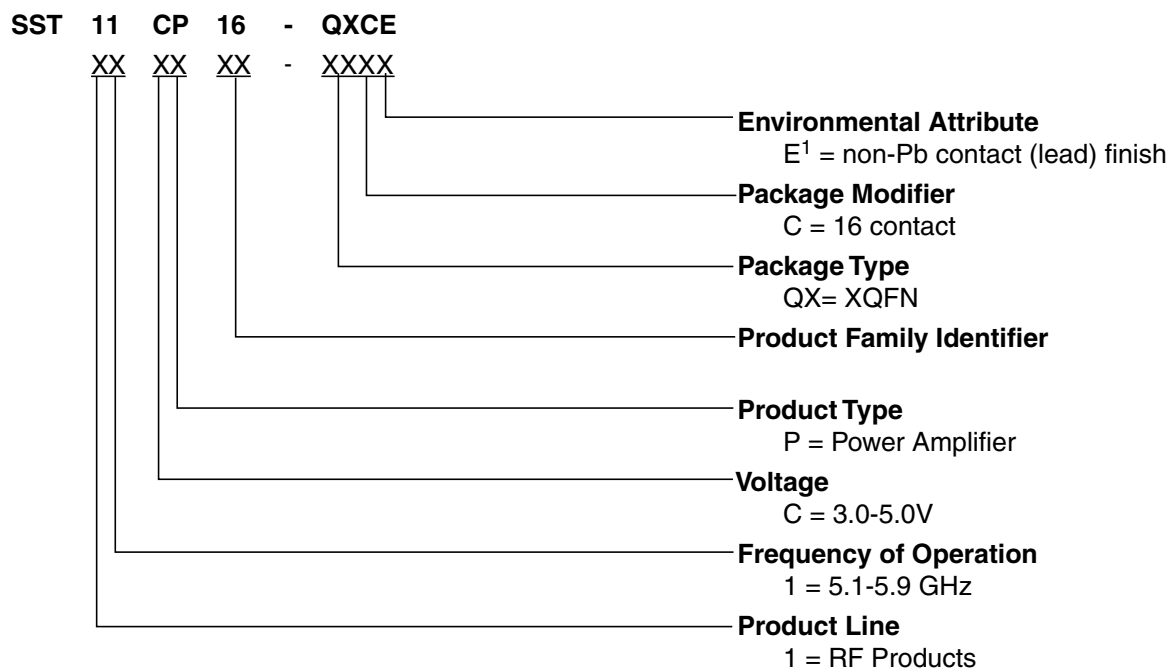 SST 11 CP 16 - QXCE
XX XX XX - XXXX
Environmental Attribute
E1 = non-Pb contact (lead) finish
Package Modifier
C = 16 contact
Package Type
QX= XQFN
Product Family Identifier
Product Type
P = Power Amplifier
Voltage
C = 3.0-5.0V
Frequency of Operation
1 = 5.1-5.9 GHz
Product Line
1 = RF Products